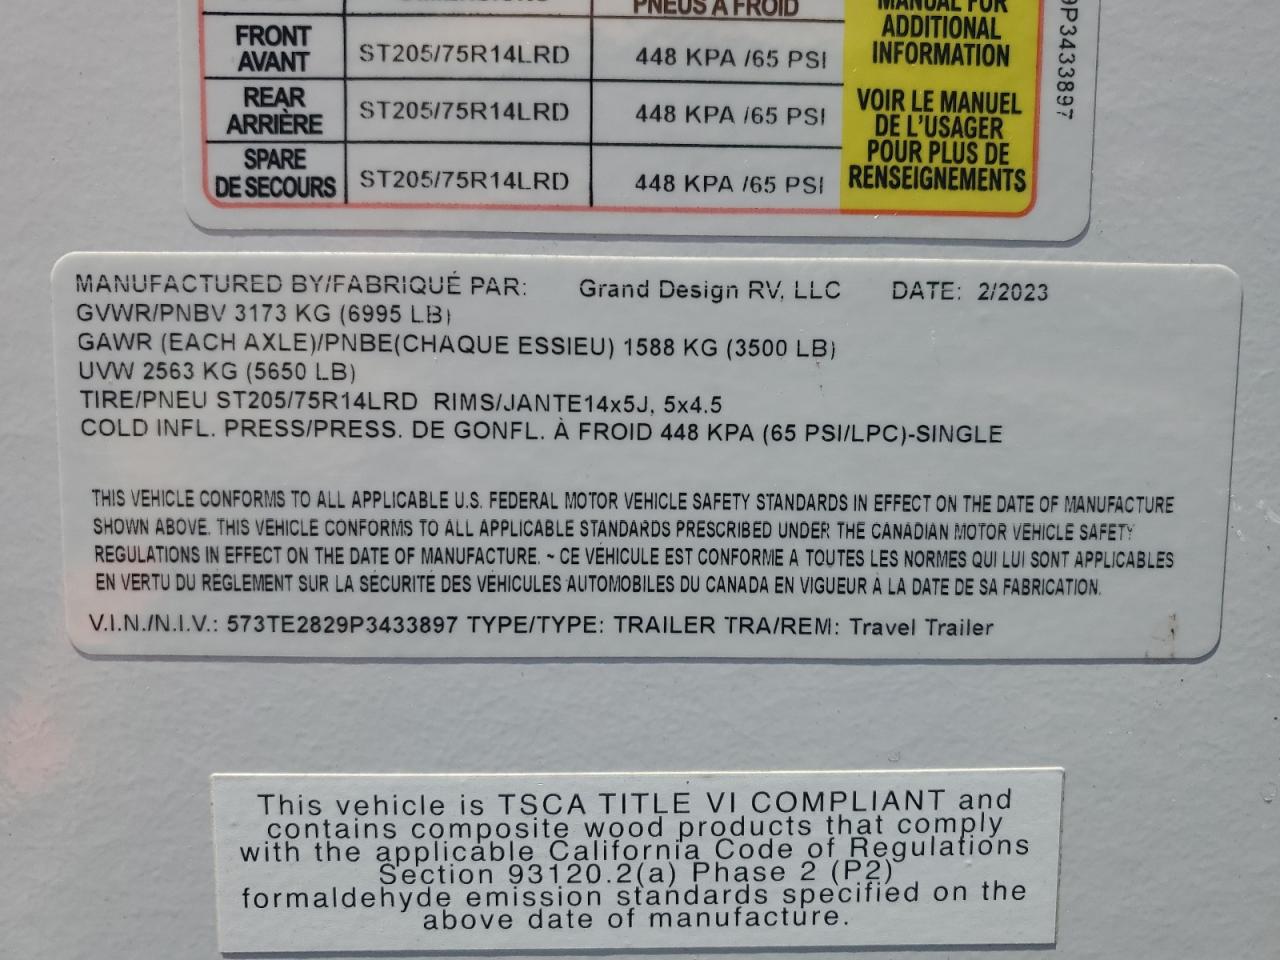 PNEUS À FROID
MANUAL FOR
ADDITIONAL
INFORMATION
FRONT
AVANT
ST205/75R14LRD
448 KPA /65 PSI
REAR
ARRIÈRE
ST205/75R14LRD
448 KPA /65 PSI
SPARE
DE SECOURS
ST205/75R14LRD
448 KPA /65 PSI
VOIR LE MANUEL
DE L'USAGER
POUR PLUS DE
RENSEIGNEMENTS
9P3433897
MANUFACTURED BY/FABRIQUÉ PAR: Grand Design RV, LLC DATE: 2/2023
GVWR/PNBV 3173 KG (6995 LB)
GAWR (EACH AXLE)/PNBE(CHAQUE ESSIEU) 1588 KG (3500 LB)
UVW 2563 KG (5650 LB)
TIRE/PNEU ST205/75R14LRD RIMS/JANTE14x5J, 5x4.5
COLD INFL. PRESS/PRESS. DE GONFL. À FROID 448 KPA (65 PSI/LPC)-SINGLE
THIS VEHICLE CONFORMS TO ALL APPLICABLE U.S. FEDERAL MOTOR VEHICLE SAFETY STANDARDS IN EFFECT ON THE DATE OF MANUFACTURE
SHOWN ABOVE. THIS VEHICLE CONFORMS TO ALL APPLICABLE STANDARDS PRESCRIBED UNDER THE CANADIAN MOTOR VEHICLE SAFETY
REGULATIONS IN EFFECT ON THE DATE OF MANUFACTURE. ~ CE VÉHICULE EST CONFORME A TOUTES LES NORMES QUI LUI SONT APPLICABLES
EN VERTU DU RÈGLEMENT SUR LA SÉCURITÉ DES VÉHICULES AUTOMOBILES DU CANADA EN VIGUEUR À LA DATE DE SA FABRICATION.
V.I.N./N.I.V.: 573TE2829P3433897 TYPE/TYPE: TRAILER TRA/REM: Travel Trailer
This vehicle is TSCA TITLE VI COMPLIANT and
contains composite wood products that comply
with the applicable California Code of Regulations
Section 93120.2(a) Phase 2 (P2)
formaldehyde emission standards specified on the
above date of manufacture.